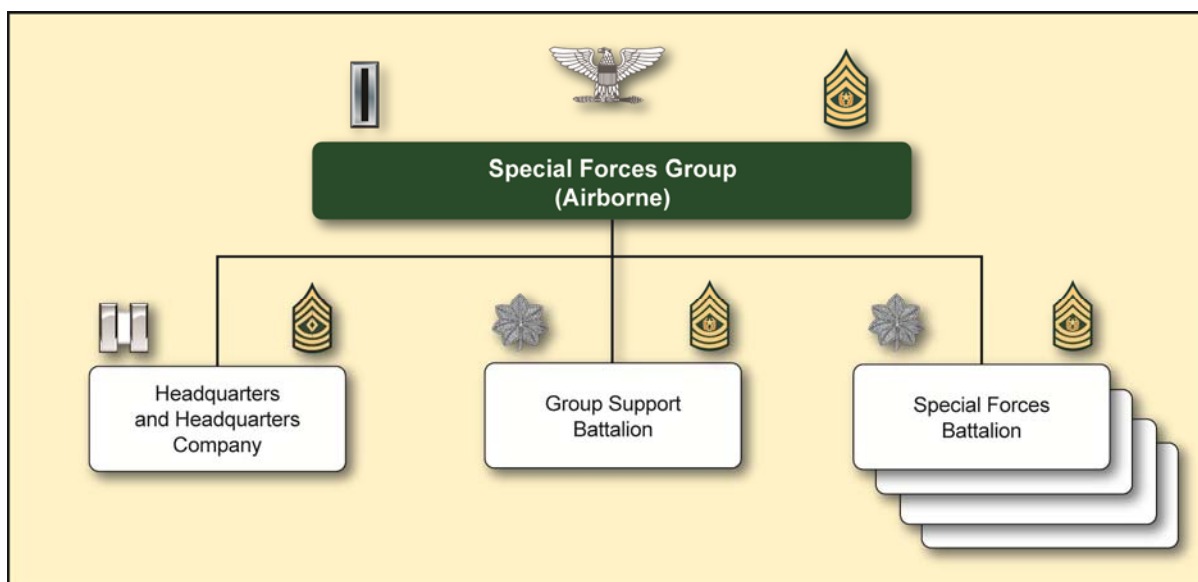 Special Forces Group
(Airborne)
Headquarters
and Headquarters
Company
Group Support
Battalion
Special Forces
Battalion